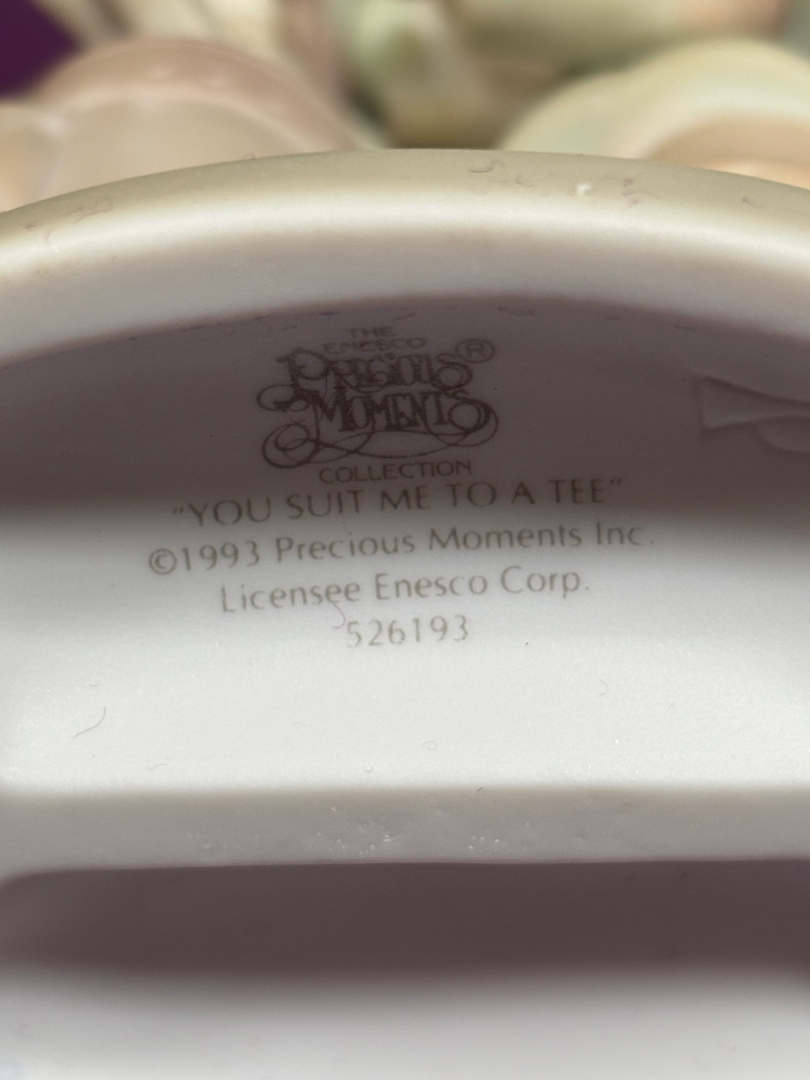 THE
ENESCO
PRECIOUS ®
MOMENTS
COLLECTION
"YOU SUIT ME TO A TEE"
©1993 Precious Moments Inc.
Licensee Enesco Corp.
526193